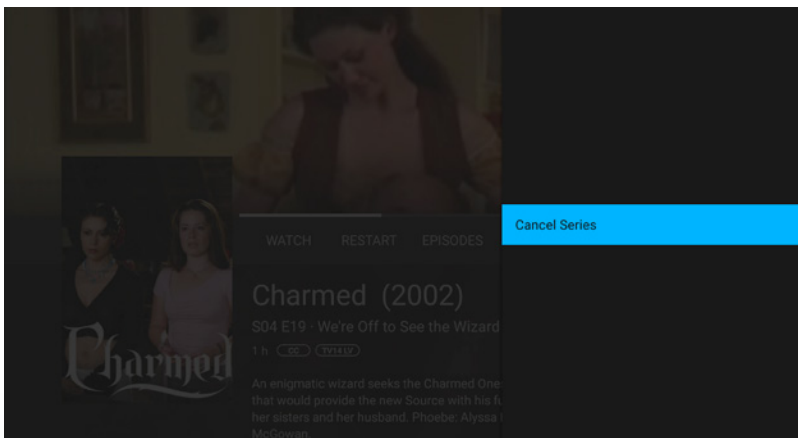 Cancel Series
WATCH RESTART EPISODES
Charmed (2002)
S04 E19 · We're Off to See the Wizard
1 h CC TV14 LV
Charmed
An enigmatic wizard seeks the Charmed One
that would provide the new Source with his fu
her sisters and her husband. Phoebe: Alyssa
McGowan